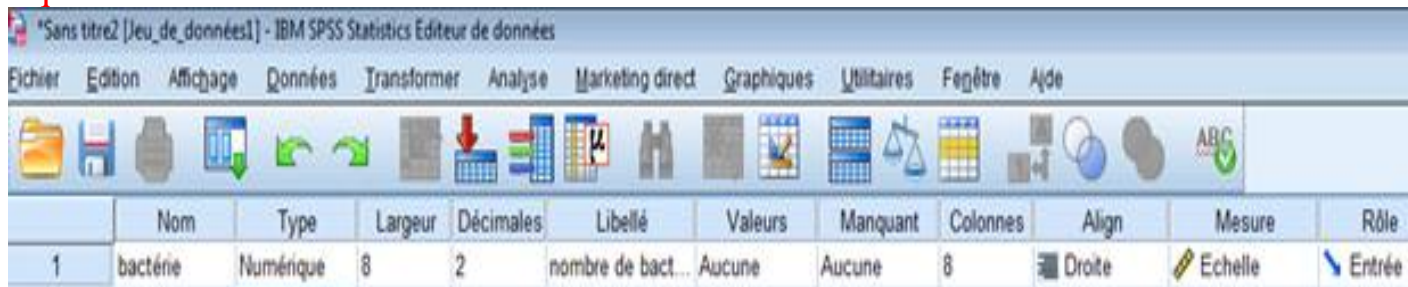 *Sans titre2 [Jeu_de_données1] - IBM SPSS Statistics Editeur de données
Fichier Edition Affichage Données Transformer Analyse Marketing direct Graphiques Utilitaires Fenêtre Aide
ABC
Nom Type Largeur Décimales Libellé Valeurs Manquant Colonnes Align Mesure Rôle
1 bactérie Numérique 8 2 nombre de bact... Aucune Aucune 8 Droite Echelle Entrée